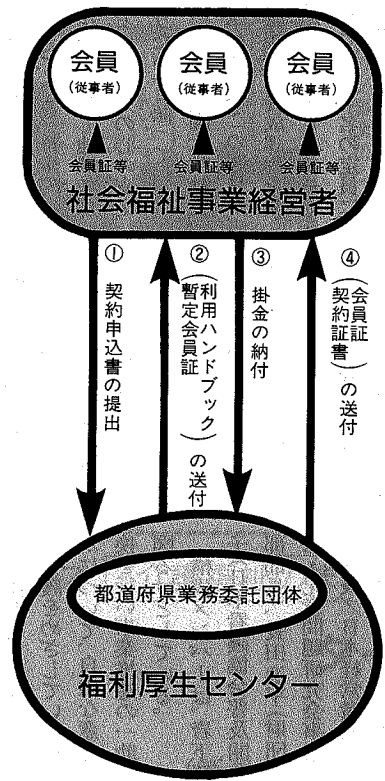 会員 会員 会員
(従事者) (従事者) (従事者)
会員証等 会員証等 会員証等
社会福祉事業経営者
① 契約申込書の提出
② (利用ハンドブック
暫定会員証) の送付
③ 掛金の納付
④ (会員証
契約証書) の送付
都道府県業務委託団体
福利厚生センター